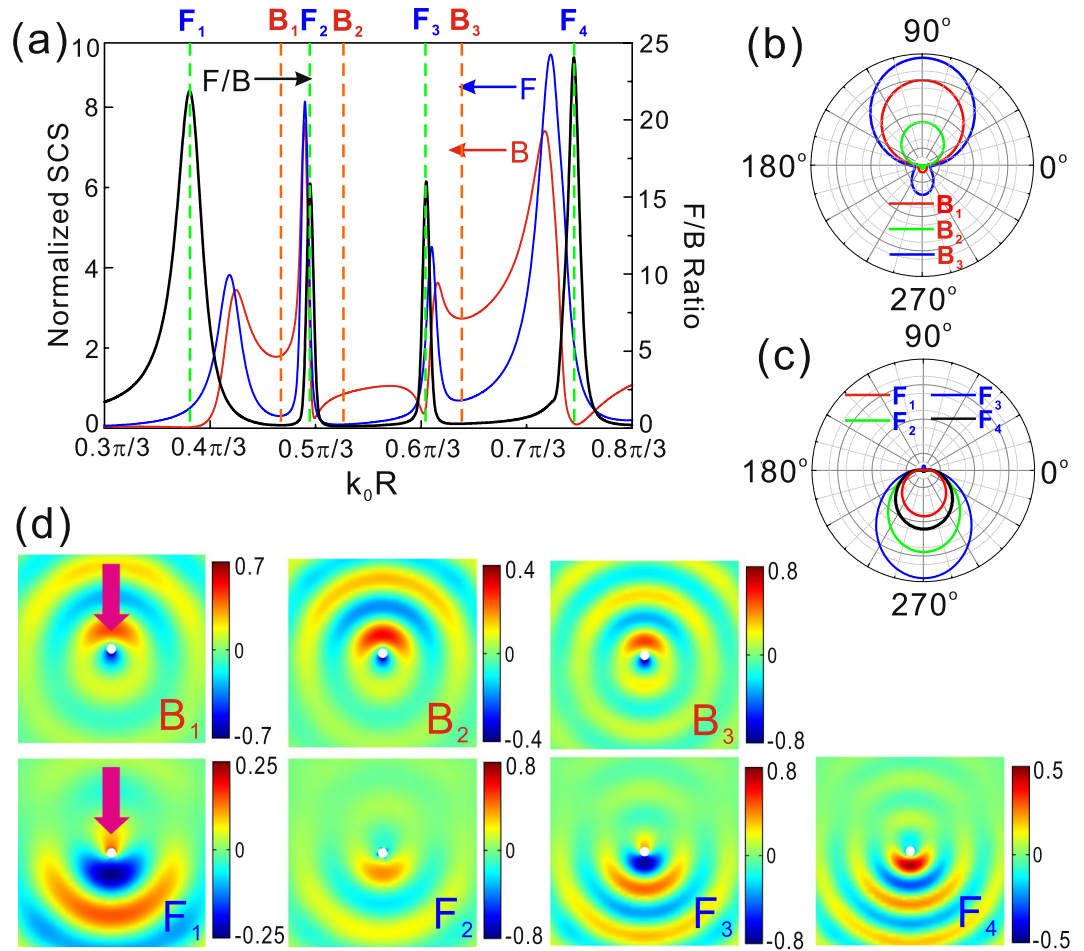 (a)
F₁ B₁ F₂ B₂ F₃ B₃ F₄
10
8
6
4
2
0
Normalized SCS
F/B
F
B
25
20
15
10
5
0
F/B Ratio
0.3π/3 0.4π/3 0.5π/3 0.6π/3 0.7π/3 0.8π/3
k₀R
(b)
90°
180° 0°
B₁
B₂
B₃
270°
(c)
90°
F₁ F₃
F₂ F₄
180° 0°
270°
(d)
B₁
0.7
0
-0.7
B₂
0.4
0
-0.4
B₃
0.8
0
-0.8
F₁
0.25
0
-0.25
F₂
0.8
0
-0.8
F₃
0.8
0
-0.8
F₄
0.5
0
-0.5